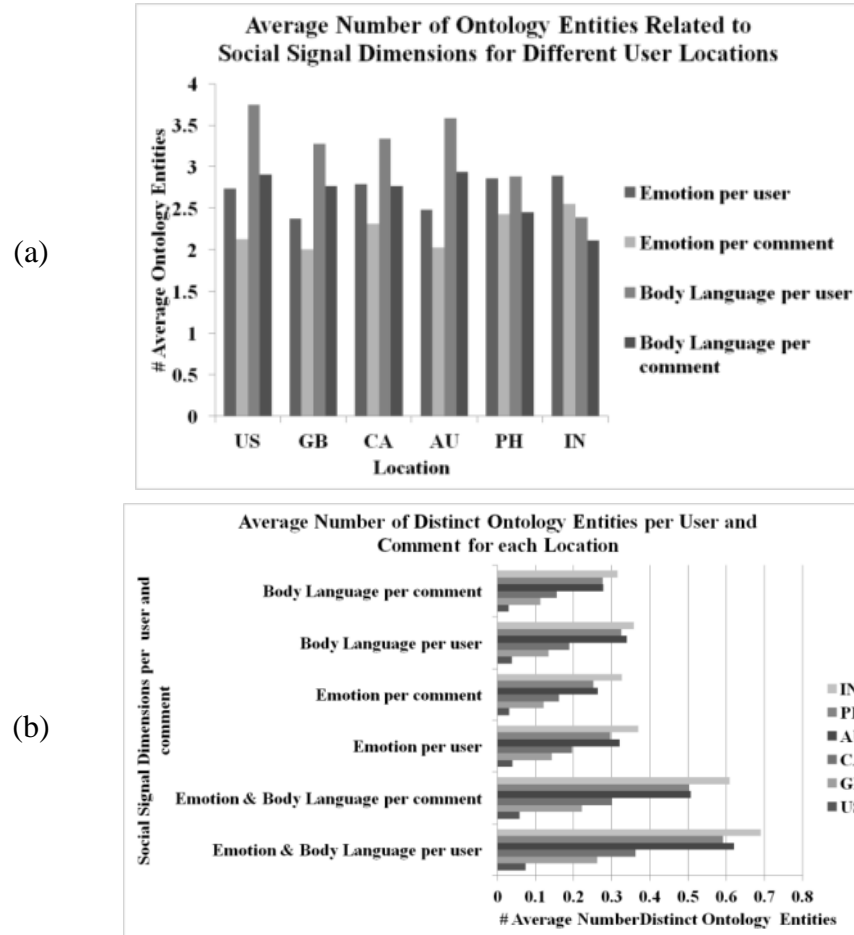 (a)
Average Number of Ontology Entities Related to
Social Signal Dimensions for Different User Locations
# Average Ontology Entities
4
3.5
3
2.5
2
1.5
1
0.5
0
US GB CA AU PH IN
Location
Emotion per user
Emotion per comment
Body Language per user
Body Language per
comment
(b)
Average Number of Distinct Ontology Entities per User and
Comment for each Location
Social Signal Dimensions per user and
comment
Body Language per comment
Body Language per user
Emotion per comment
Emotion per user
Emotion & Body Language per comment
Emotion & Body Language per user
0 0.1 0.2 0.3 0.4 0.5 0.6 0.7 0.8
# Average NumberDistinct Ontology Entities
IN
P
A
C
G
U